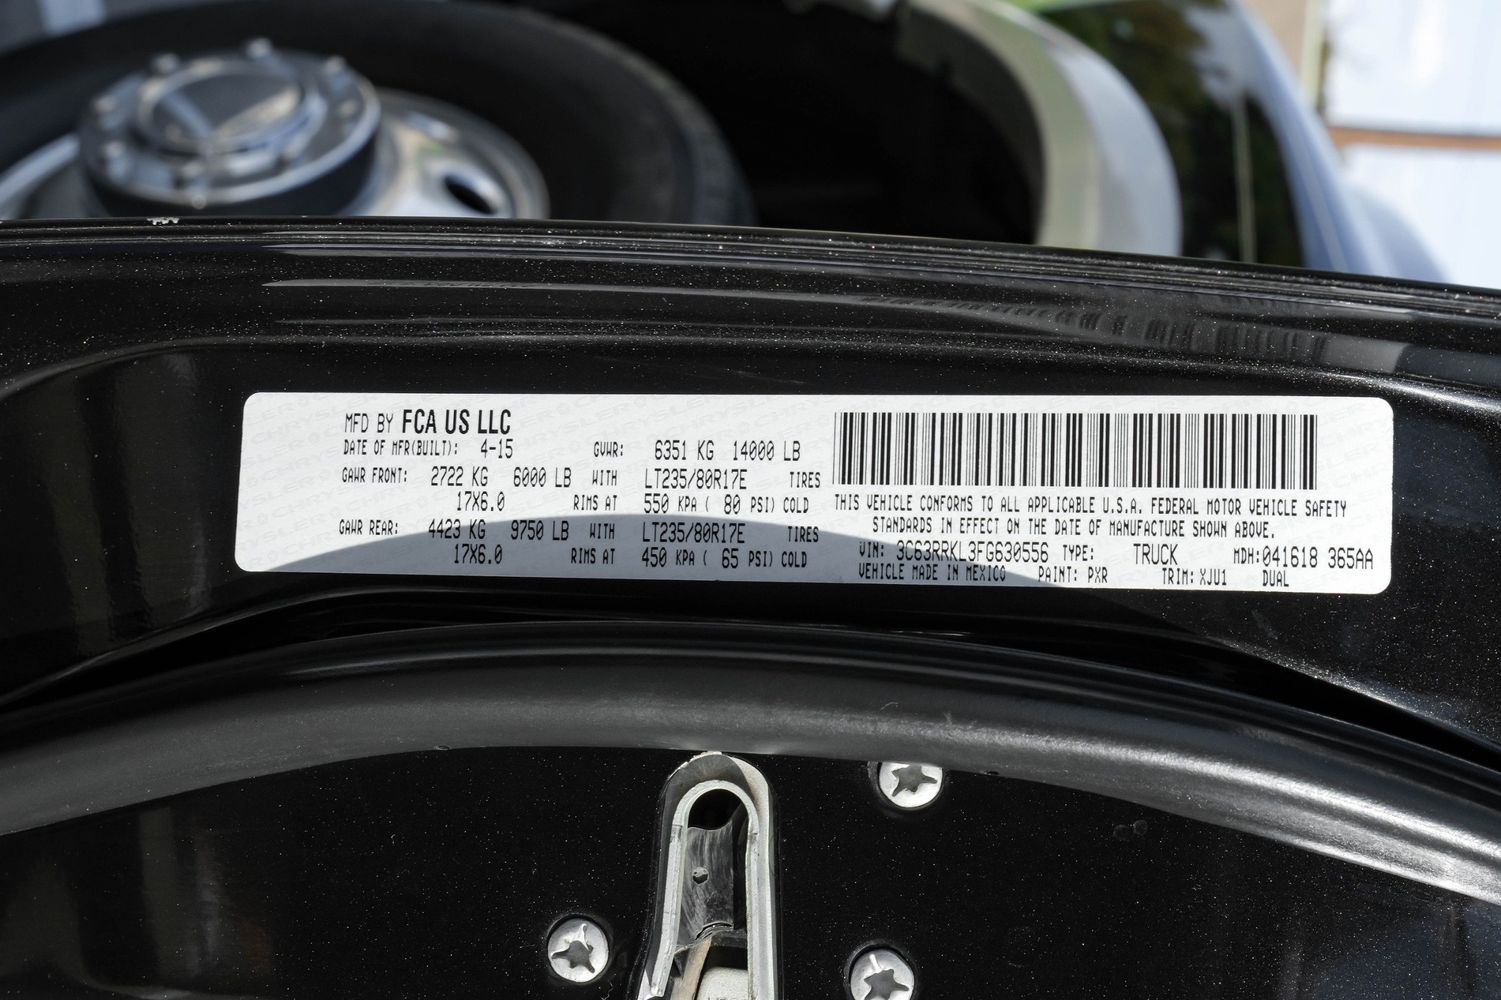 MFD BY FCA US LLC
DATE OF MFR(BUILT): 4-15 GVWR: 6351 KG 14000 LB
GAWR FRONT: 2722 KG 6000 LB WITH LT235/80R17E TIRES
17X6.0 RIMS AT 550 KPA ( 80 PSI) COLD
GAWR REAR: 4423 KG 9750 LB WITH LT235/80R17E TIRES
17X6.0 RIMS AT 450 KPA ( 65 PSI) COLD
THIS VEHICLE CONFORMS TO ALL APPLICABLE U.S.A. FEDERAL MOTOR VEHICLE SAFETY
STANDARDS IN EFFECT ON THE DATE OF MANUFACTURE SHOWN ABOVE.
VIN: 3C63RRKL3FG630556 TYPE: TRUCK MDH:041618 365AA
VEHICLE MADE IN MEXICO PAINT: PXR TRIM: XJU1 DUAL